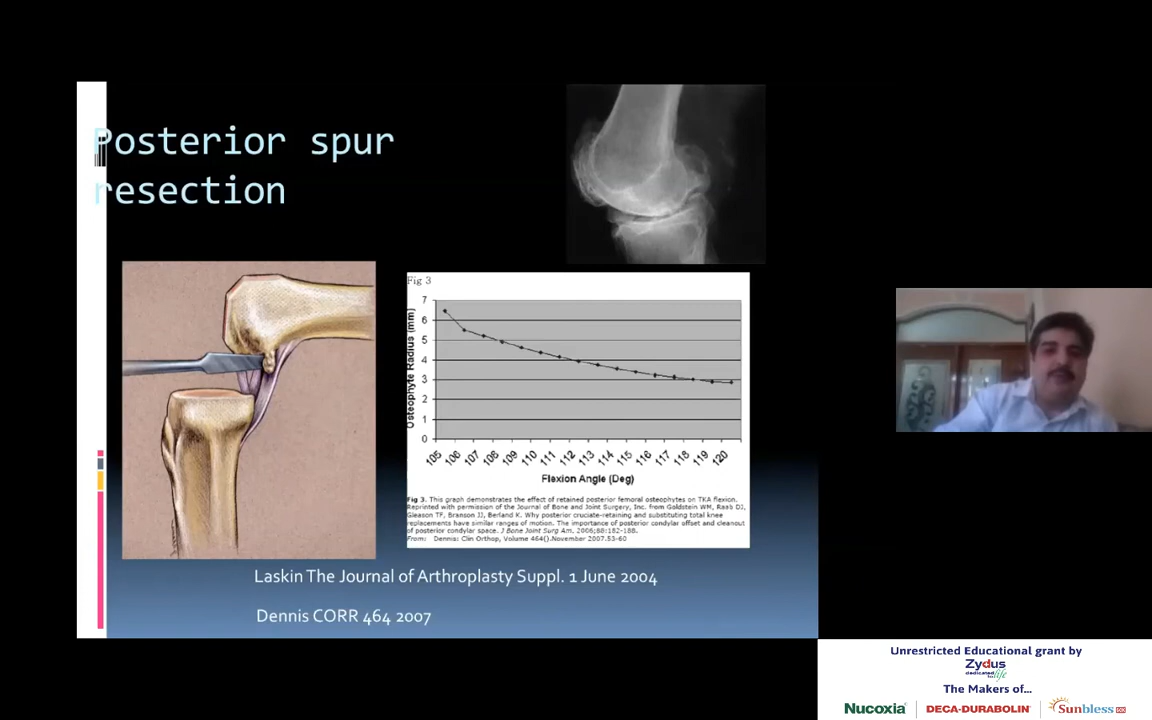 Posterior spur
resection
Fig 3
Osteophyte Radius (mm)
7
6
5
4
3
2
1
0
105 106 107 108 109 110 111 112 113 114 115 116 117 118 119 120
Flexion Angle (Deg)
Fig 3. This graph demonstrates the effect of retained posterior femoral osteophytes on TKA flexion.
Reprinted with permission of the Journal of Bone and Joint Surgery, Inc. from Goldstein WM, Raab DJ,
Gleason TF, Branson JJ, Berland K. Why posterior cruciate-retaining and substituting total knee
replacements have similar ranges of motion. The importance of posterior condylar offset and cleanout
of posterior condylar space. J Bone Joint Surg Am. 2006;88:182-188.
From: Dennis: Clin Orthop, Volume 464().November 2007.53-60
Laskin The Journal of Arthroplasty Suppl. 1 June 2004
Dennis CORR 464 2007
Unrestricted Educational grant by
Zydus
dedicated to life
The Makers of...
Nucoxia DECA-DURABOLIN Sunbless